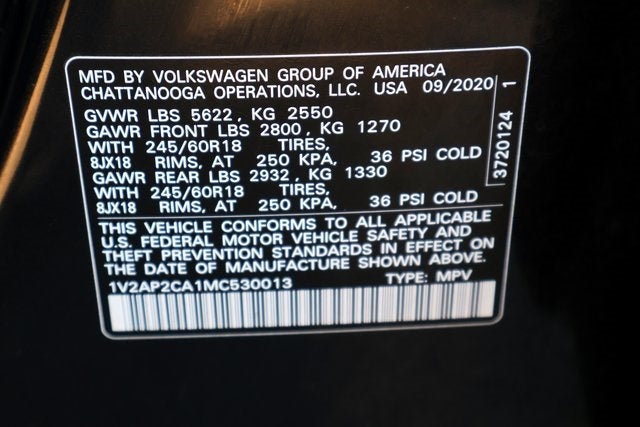 MFD BY VOLKSWAGEN GROUP OF AMERICA
CHATTANOOGA OPERATIONS, LLC. USA 09/2020
GVWR LBS 5622, KG 2550
GAWR FRONT LBS 2800, KG 1270
WITH 245/60R18 TIRES,
8JX18 RIMS, AT 250 KPA, 36 PSI COLD
GAWR REAR LBS 2932, KG 1330
WITH 245/60R18 TIRES,
8JX18 RIMS, AT 250 KPA, 36 PSI COLD
3720124 1
THIS VEHICLE CONFORMS TO ALL APPLICABLE
U.S. FEDERAL MOTOR VEHICLE SAFETY AND
THEFT PREVENTION STANDARDS IN EFFECT ON
THE DATE OF MANUFACTURE SHOWN ABOVE.
1V2AP2CA1MC530013 TYPE: MPV